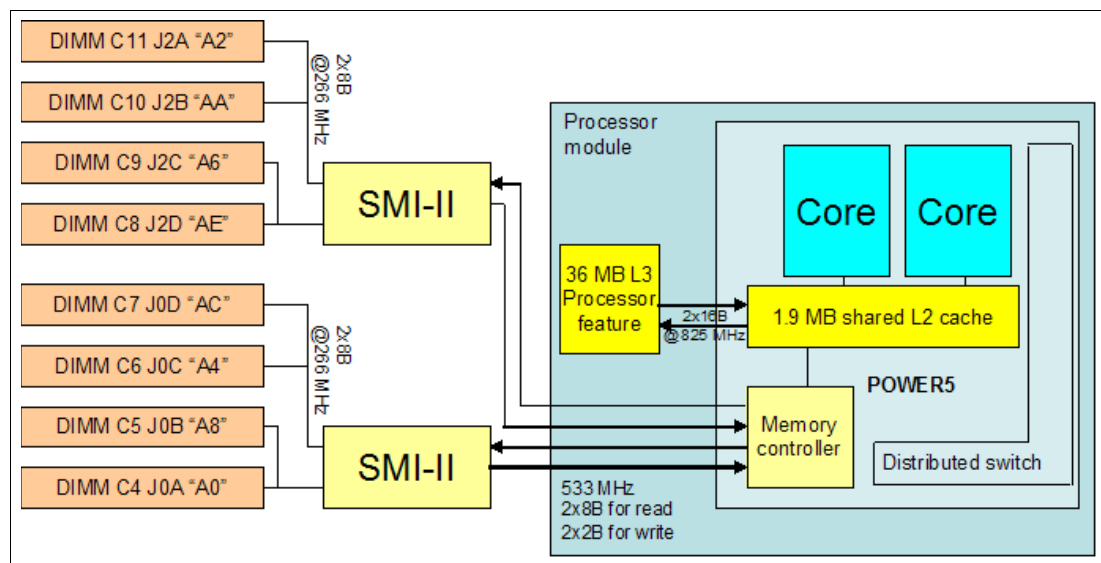 DIMM C11 J2A “A2”
DIMM C10 J2B “AA”
DIMM C9 J2C “A6”
DIMM C8 J2D “AE”
DIMM C7 J0D “AC”
DIMM C6 J0C “A4”
DIMM C5 J0B “A8”
DIMM C4 J0A “A0”
2x8B
@266 MHz
2x8B
@266 MHz
SMI-II
SMI-II
Processor
module
Core
Core
36 MB L3
Processor
feature
2x16B
@825 MHz
1.9 MB shared L2 cache
POWER5
Memory
controller
Distributed switch
533 MHz
2x8B for read
2x2B for write